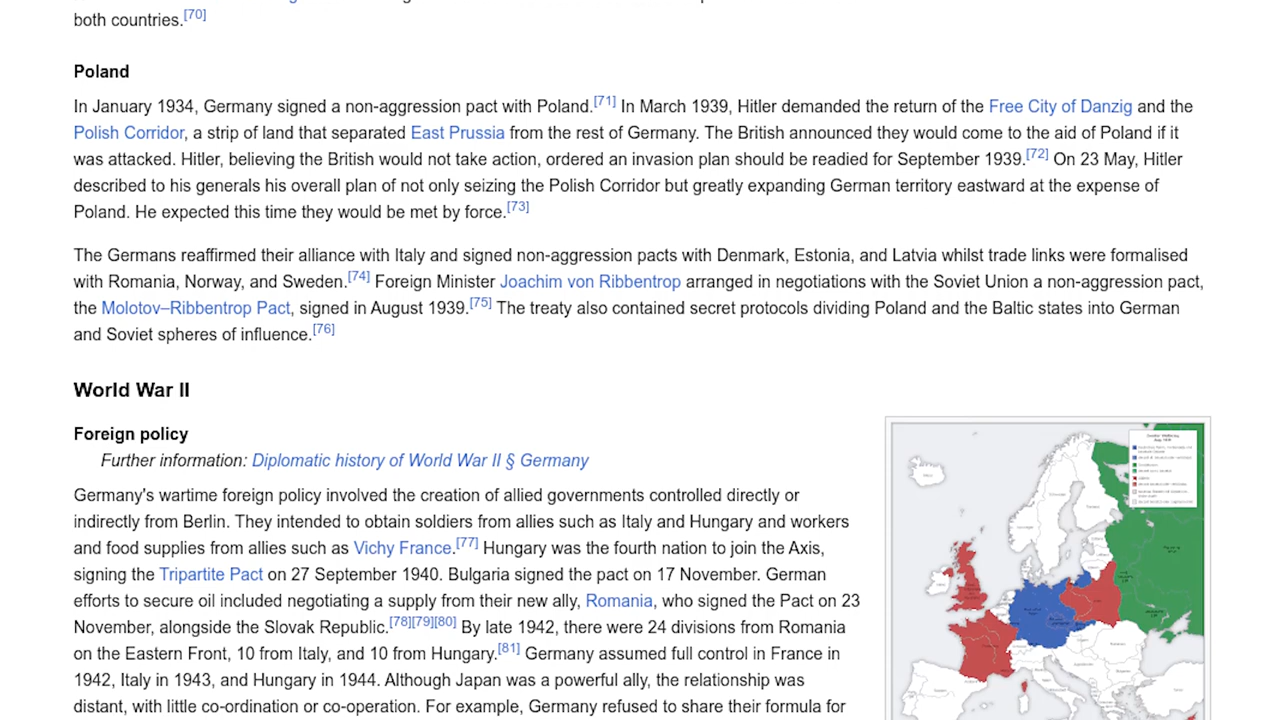 both countries.[70]
Poland
In January 1934, Germany signed a non-aggression pact with Poland.[71] In March 1939, Hitler demanded the return of the Free City of Danzig and the
Polish Corridor, a strip of land that separated East Prussia from the rest of Germany. The British announced they would come to the aid of Poland if it
was attacked. Hitler, believing the British would not take action, ordered an invasion plan should be readied for September 1939.[72] On 23 May, Hitler
described to his generals his overall plan of not only seizing the Polish Corridor but greatly expanding German territory eastward at the expense of
Poland. He expected this time they would be met by force.[73]
The Germans reaffirmed their alliance with Italy and signed non-aggression pacts with Denmark, Estonia, and Latvia whilst trade links were formalised
with Romania, Norway, and Sweden.[74] Foreign Minister Joachim von Ribbentrop arranged in negotiations with the Soviet Union a non-aggression pact,
the Molotov–Ribbentrop Pact, signed in August 1939.[75] The treaty also contained secret protocols dividing Poland and the Baltic states into German
and Soviet spheres of influence.[76]
World War II
Foreign policy
Further information: Diplomatic history of World War II § Germany
Germany's wartime foreign policy involved the creation of allied governments controlled directly or
indirectly from Berlin. They intended to obtain soldiers from allies such as Italy and Hungary and workers
and food supplies from allies such as Vichy France.[77] Hungary was the fourth nation to join the Axis,
signing the Tripartite Pact on 27 September 1940. Bulgaria signed the pact on 17 November. German
efforts to secure oil included negotiating a supply from their new ally, Romania, who signed the Pact on 23
November, alongside the Slovak Republic.[78][79][80] By late 1942, there were 24 divisions from Romania
on the Eastern Front, 10 from Italy, and 10 from Hungary.[81] Germany assumed full control in France in
1942, Italy in 1943, and Hungary in 1944. Although Japan was a powerful ally, the relationship was
distant, with little co-ordination or co-operation. For example, Germany refused to share their formula for